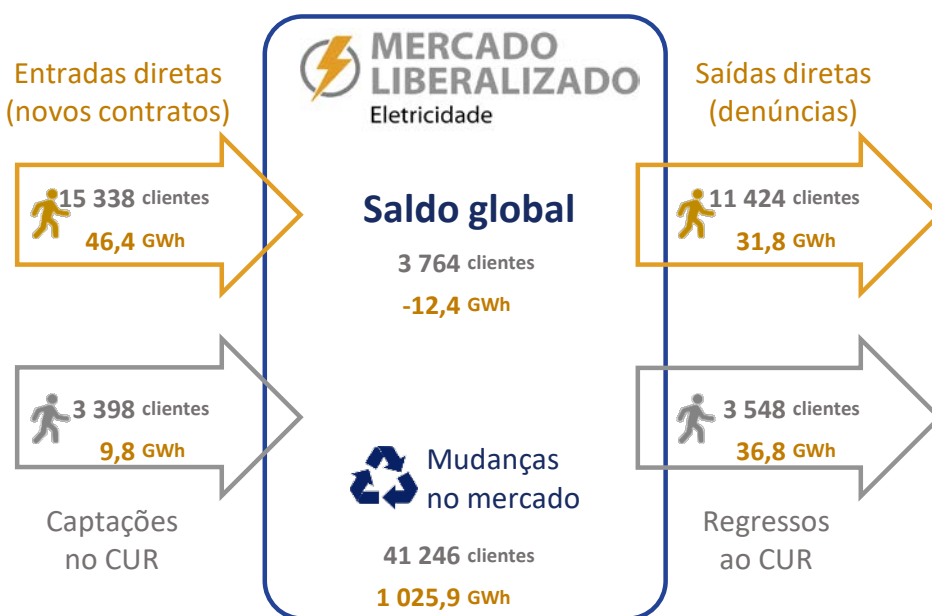 Entradas diretas
(novos contratos)
15 338 clientes
46,4 GWh
3 398 clientes
9,8 GWh
Captações
no CUR
MERCADO
LIBERALIZADO
Eletricidade
Saldo global
3 764 clientes
-12,4 GWh
Mudanças
no mercado
41 246 clientes
1 025,9 GWh
Saídas diretas
(denúncias)
11 424 clientes
31,8 GWh
3 548 clientes
36,8 GWh
Regressos
ao CUR